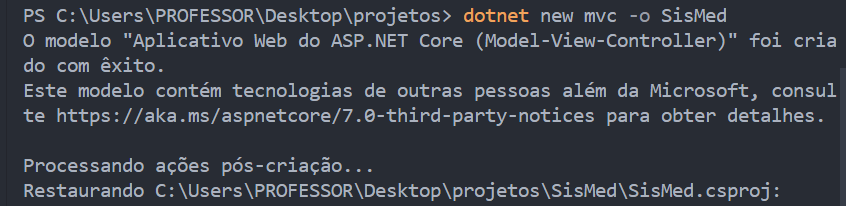 PS C:\Users\PROFESSOR\Desktop\projetos> dotnet new mvc -o SisMed
O modelo "Aplicativo Web do ASP.NET Core (Model-View-Controller)" foi cria
do com êxito.
Este modelo contém tecnologias de outras pessoas além da Microsoft, consul
te https://aka.ms/aspnetcore/7.0-third-party-notices para obter detalhes.
Processando ações pós-criação...
Restaurando C:\Users\PROFESSOR\Desktop\projetos\SisMed\SisMed.csproj: